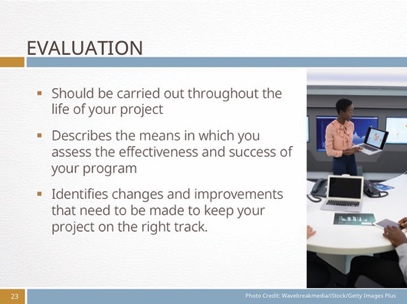 EVALUATION
Should be carried out throughout the
life of your project
Describes the means in which you
assess the effectiveness and success of
your program
Identifies changes and improvements
that need to be made to keep your
project on the right track.
23
Photo Credit: Wavebreakmedia/iStock/Getty Images Plus